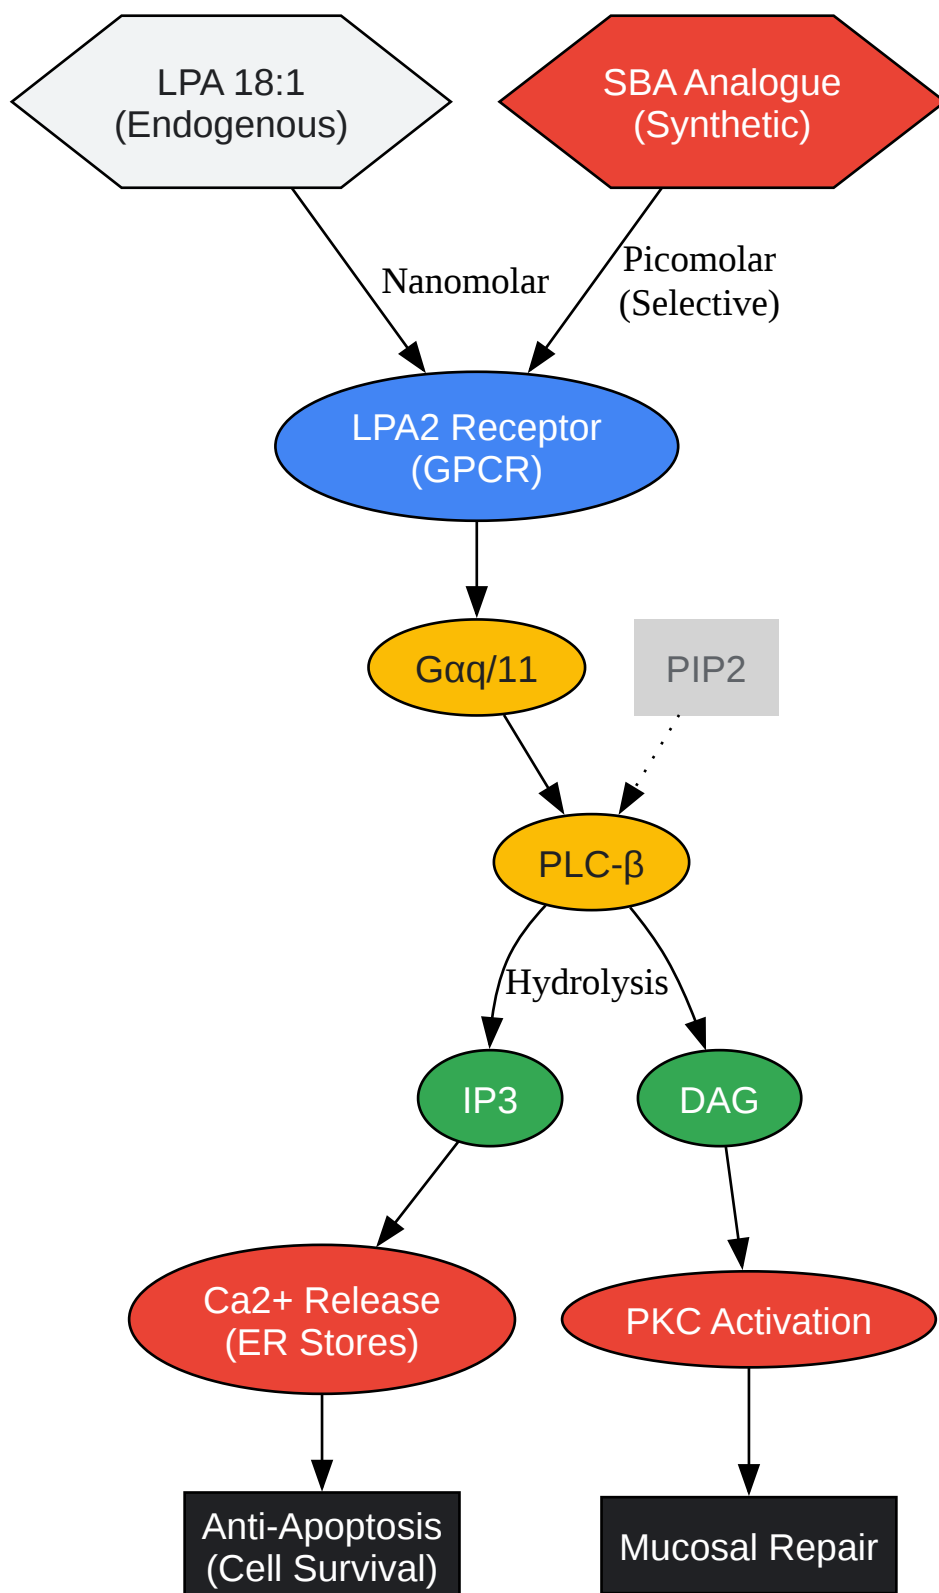 LPA 18:1
(Endogenous)
SBA Analogue
(Synthetic)
Nanomolar
Picomolar
(Selective)
LPA2 Receptor
(GPCR)
Gαq/11
PIP2
PLC-β
Hydrolysis
IP3
DAG
Ca2+ Release
(ER Stores)
PKC Activation
Anti-Apoptosis
(Cell Survival)
Mucosal Repair